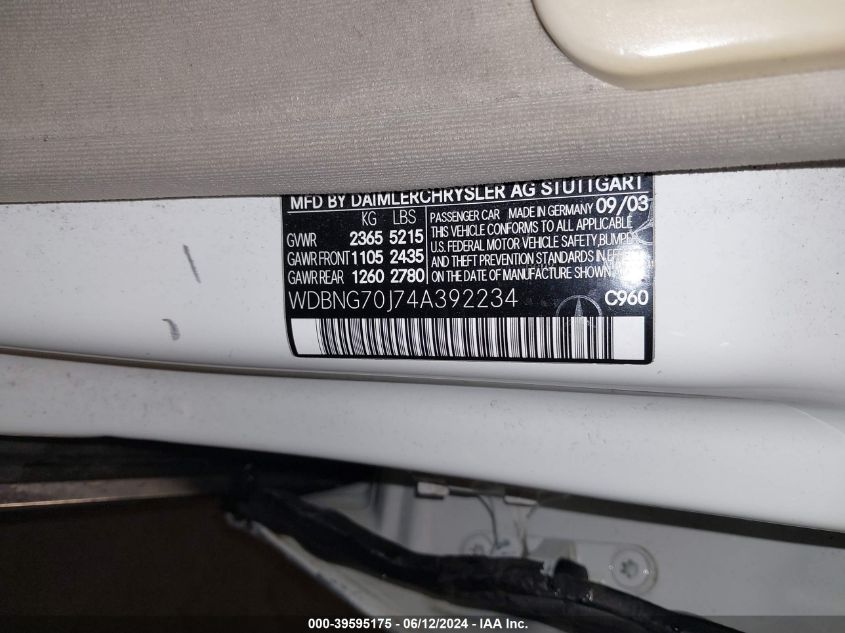 MFD BY DAIMLERCHRYSLER AG STUTTGART
KG LBS
GVWR 2365 5215
GAWR FRONT 1105 2435
GAWR REAR 1260 2780
PASSENGER CAR MADE IN GERMANY 09/03
THIS VEHICLE CONFORMS TO ALL APPLICABLE
U.S. FEDERAL MOTOR VEHICLE SAFETY, BUMPER
AND THEFT PREVENTION STANDARDS IN
ON THE DATE OF MANUFACTURE SHOWN
WDBNG70J74A392234
C960
000-39595175 - 06/12/2024 - © IAA Inc.